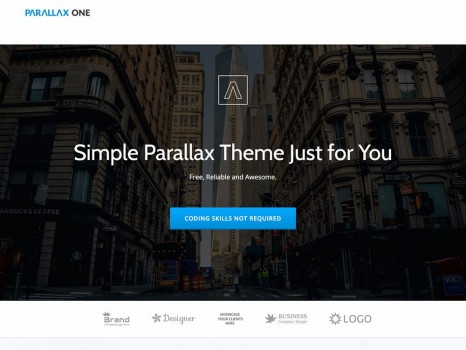 PARALLAX ONE
Simple Parallax Theme Just for You
Free, Reliable and Awesome.
CODING SKILLS NOT REQUIRED
Brand
Designer
SHOWCASE
YOUR CLIENTS
HERE
BUSINESS
LOGO